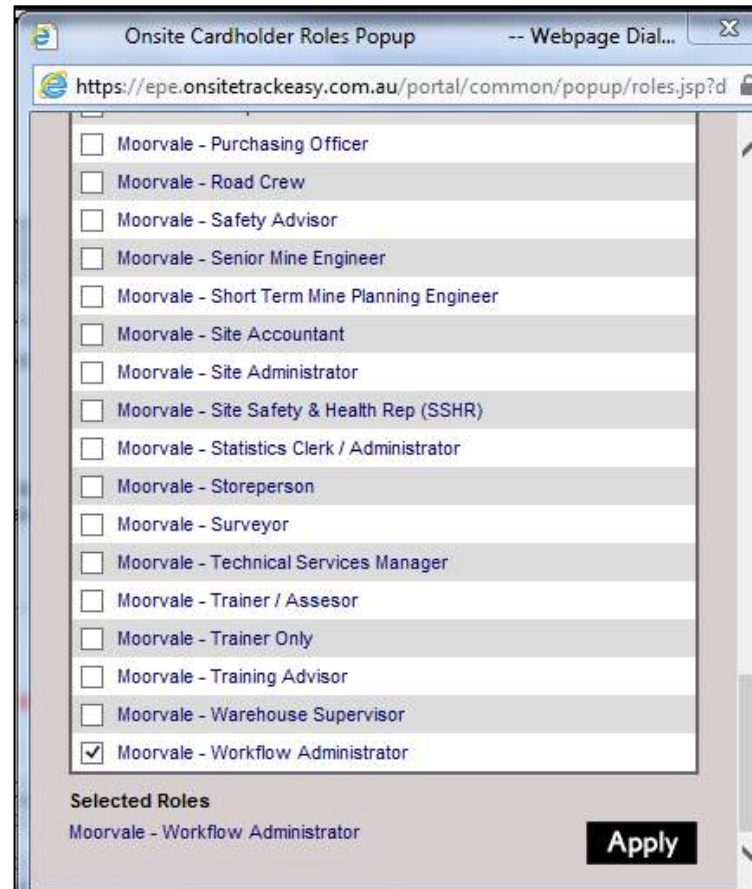 Onsite Cardholder Roles Popup -- Webpage Dial...
https://epe.onsitetrackeasy.com.au/portal/common/popup/roles.jsp?d
Moorvale - Purchasing Officer
Moorvale - Road Crew
Moorvale - Safety Advisor
Moorvale - Senior Mine Engineer
Moorvale - Short Term Mine Planning Engineer
Moorvale - Site Accountant
Moorvale - Site Administrator
Moorvale - Site Safety & Health Rep (SSHR)
Moorvale - Statistics Clerk / Administrator
Moorvale - Storeperson
Moorvale - Surveyor
Moorvale - Technical Services Manager
Moorvale - Trainer / Assesor
Moorvale - Trainer Only
Moorvale - Training Advisor
Moorvale - Warehouse Supervisor
Moorvale - Workflow Administrator
Selected Roles
Moorvale - Workflow Administrator
Apply